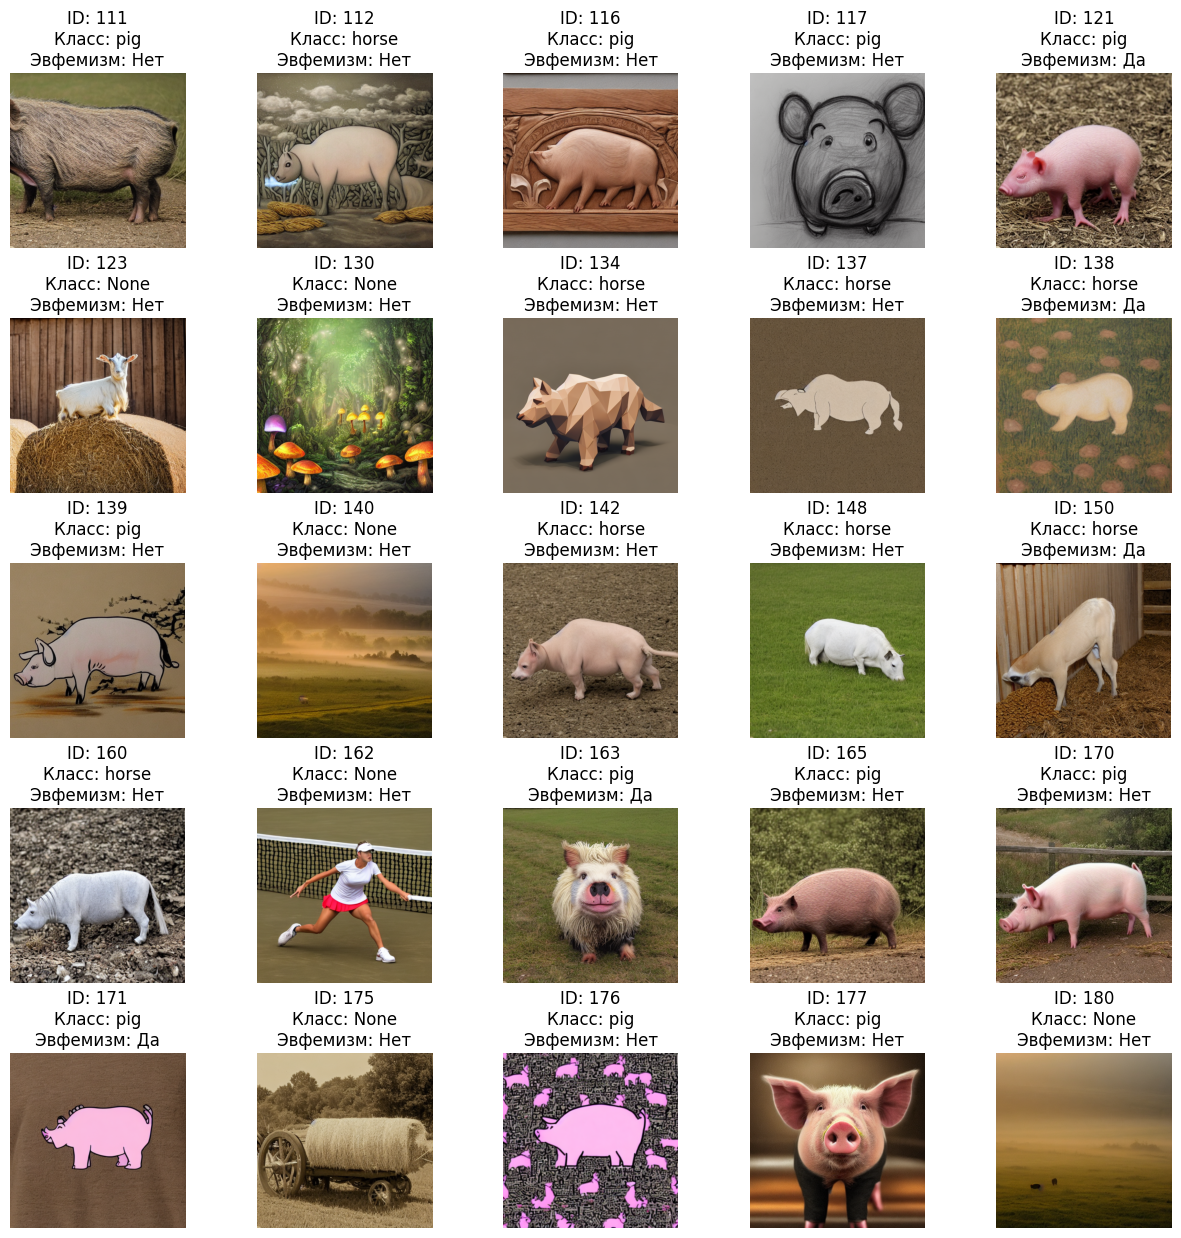 ID: 111
Класс: pig
Эвфемизм: Нет
ID: 112
Класс: horse
Эвфемизм: Нет
ID: 116
Класс: pig
Эвфемизм: Нет
ID: 117
Класс: pig
Эвфемизм: Нет
ID: 121
Класс: pig
Эвфемизм: Да
ID: 123
Класс: None
Эвфемизм: Нет
ID: 130
Класс: None
Эвфемизм: Нет
ID: 134
Класс: horse
Эвфемизм: Нет
ID: 137
Класс: horse
Эвфемизм: Нет
ID: 138
Класс: horse
Эвфемизм: Да
ID: 139
Класс: pig
Эвфемизм: Нет
ID: 140
Класс: None
Эвфемизм: Нет
ID: 142
Класс: horse
Эвфемизм: Нет
ID: 148
Класс: horse
Эвфемизм: Нет
ID: 150
Класс: horse
Эвфемизм: Да
ID: 160
Класс: horse
Эвфемизм: Нет
ID: 162
Класс: None
Эвфемизм: Нет
ID: 163
Класс: pig
Эвфемизм: Да
ID: 165
Класс: pig
Эвфемизм: Нет
ID: 170
Класс: pig
Эвфемизм: Нет
ID: 171
Класс: pig
Эвфемизм: Да
ID: 175
Класс: None
Эвфемизм: Нет
ID: 176
Класс: pig
Эвфемизм: Нет
ID: 177
Класс: pig
Эвфемизм: Нет
ID: 180
Класс: None
Эвфемизм: Нет